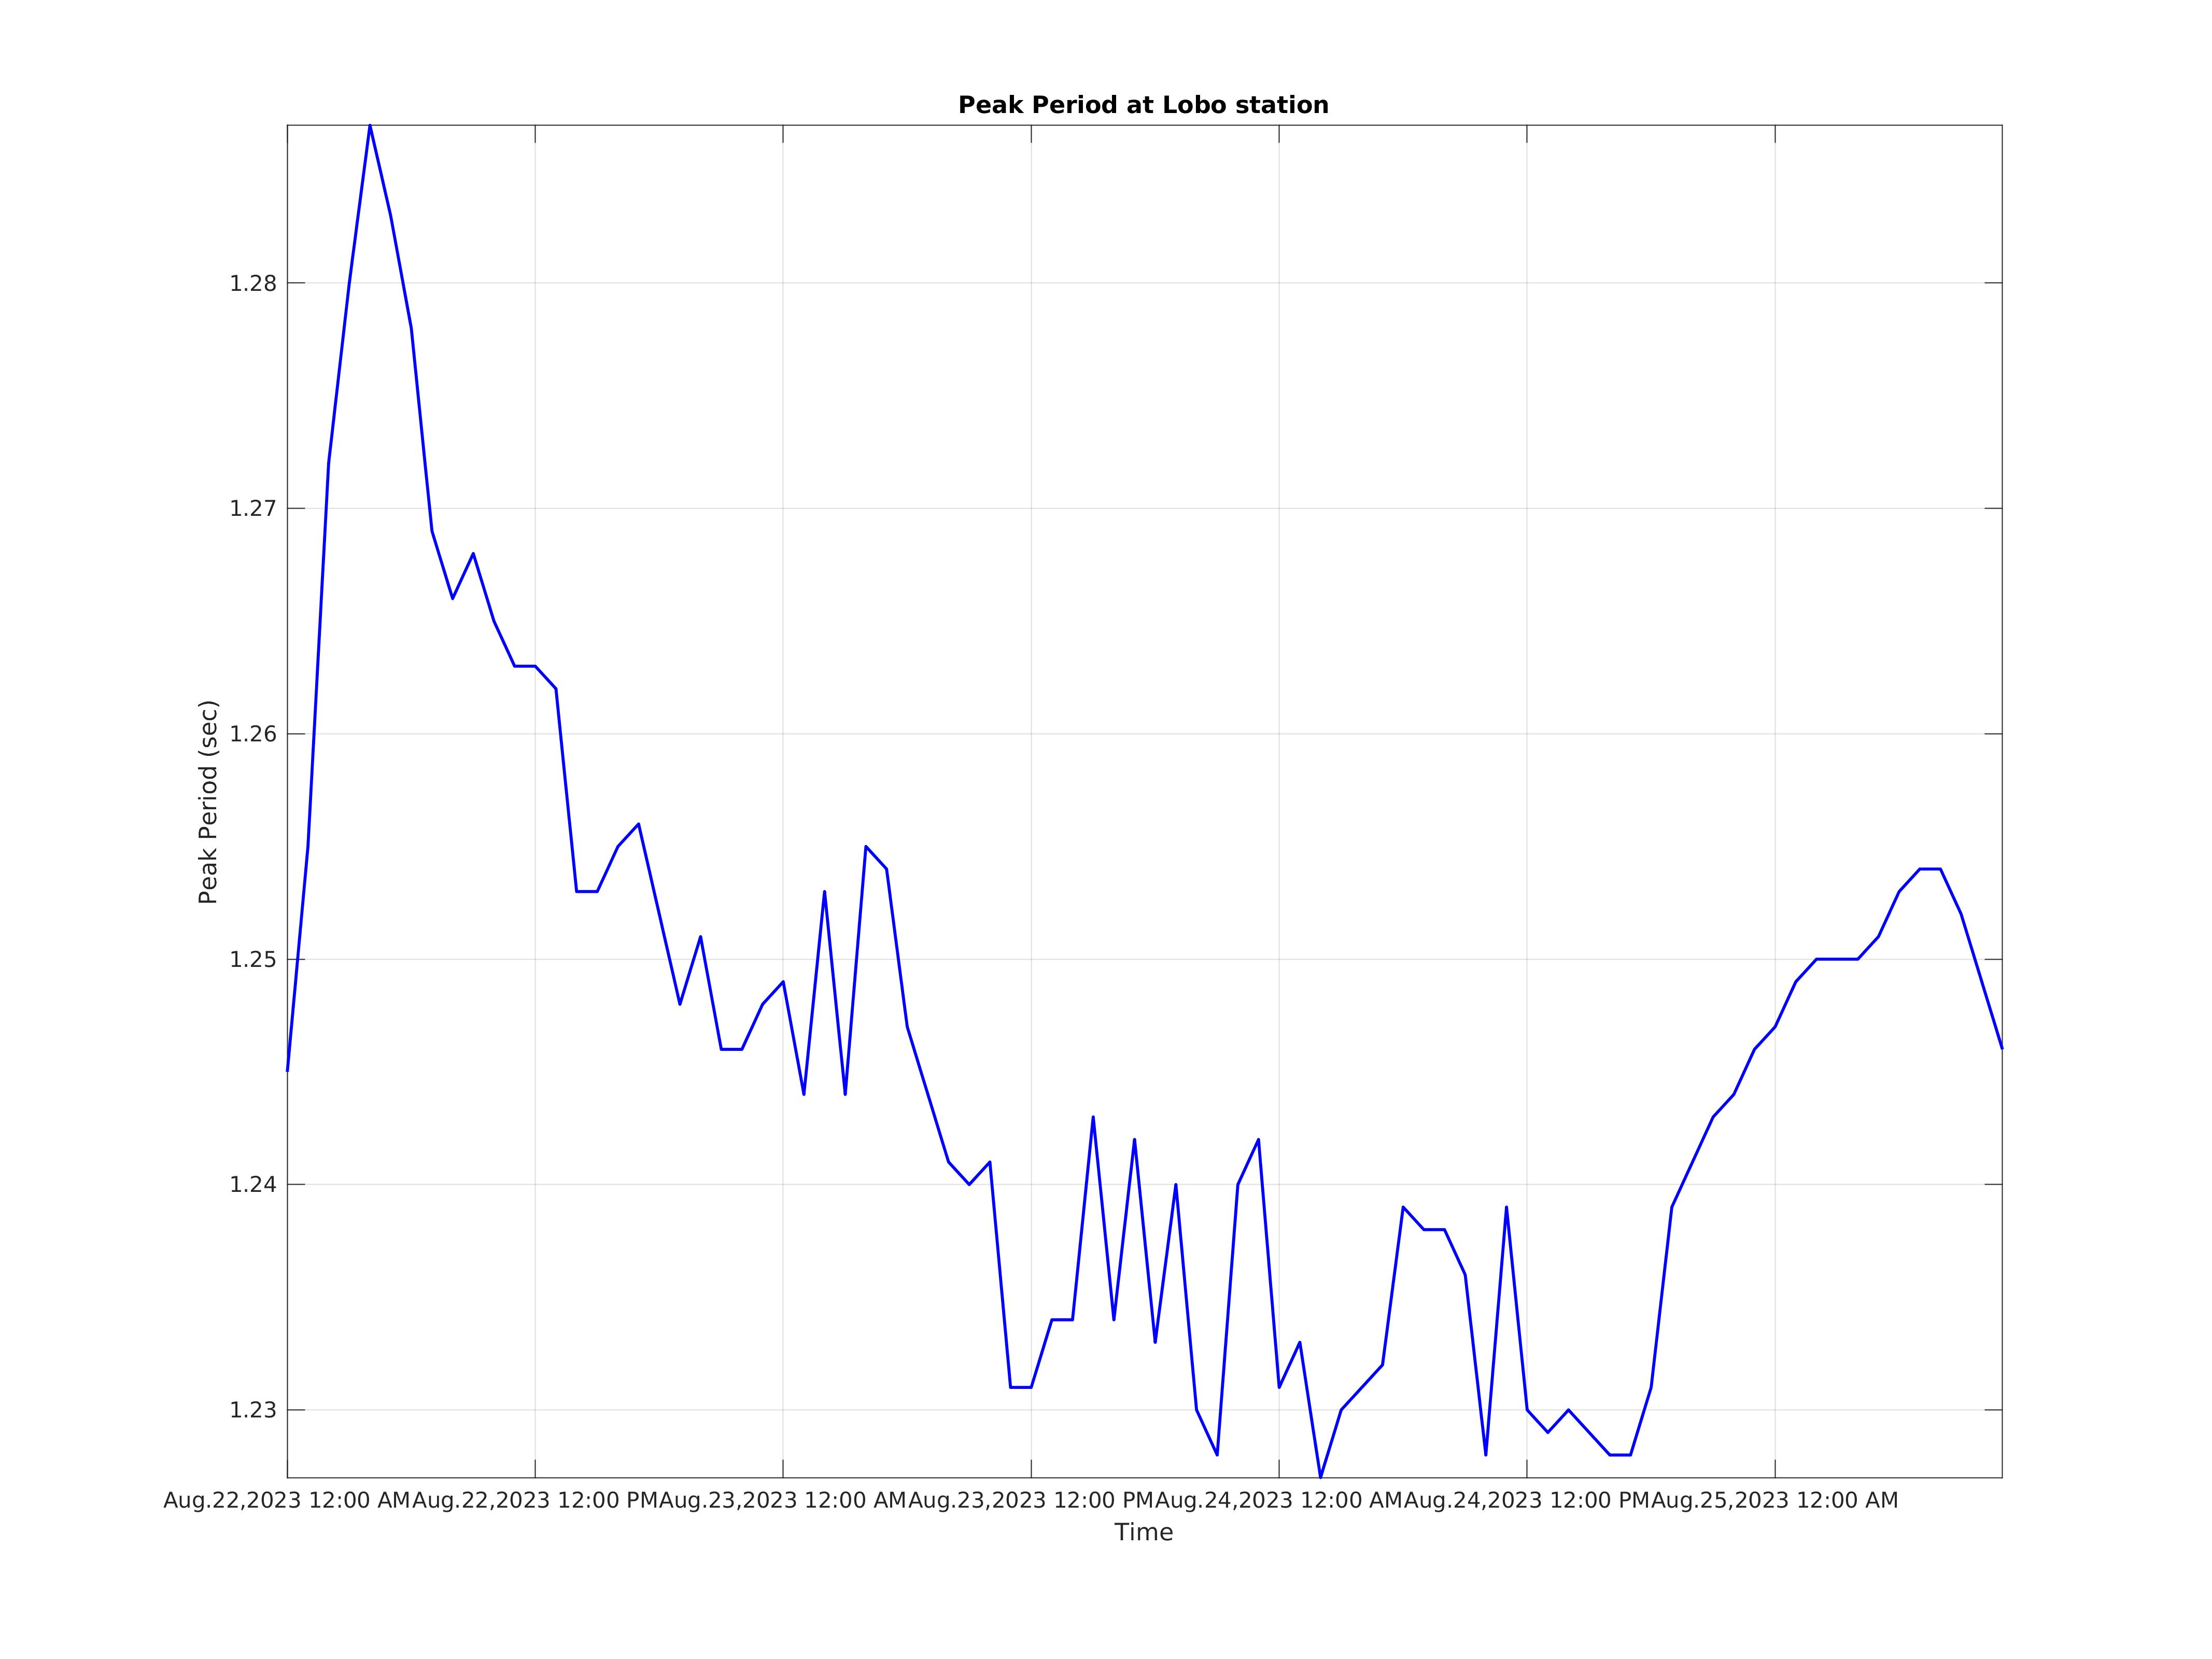 Peak Period at Lobo station
1.28
1.27
1.26
1.25
1.24
1.23
Peak Period (sec)
Aug.22,2023 12:00 AM Aug.22,2023 12:00 PM Aug.23,2023 12:00 AM Aug.23,2023 12:00 PM Aug.24,2023 12:00 AM Aug.24,2023 12:00 PM Aug.25,2023 12:00 AM
Time